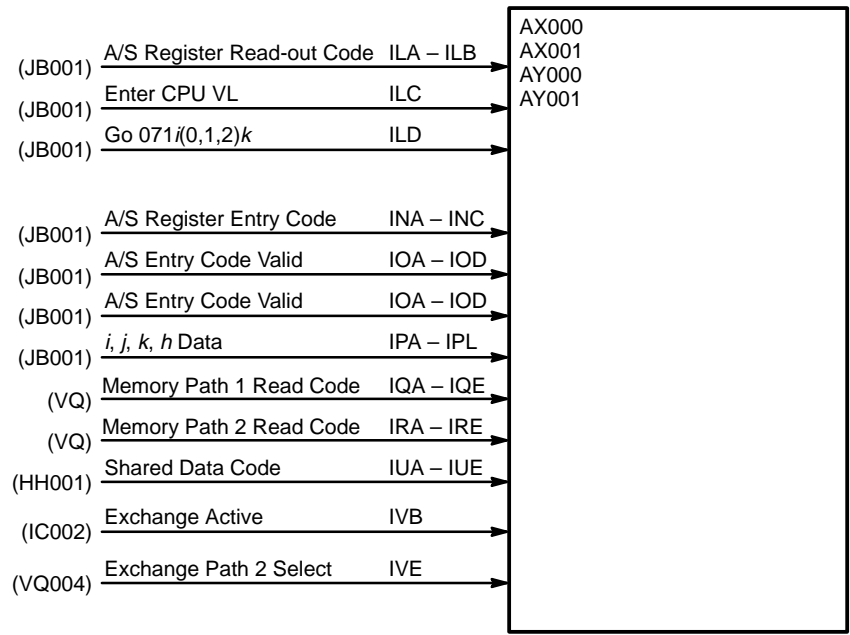 AX000
AX001
AY000
AY001
(JB001) A/S Register Read-out Code ILA – ILB
(JB001) Enter CPU VL ILC
(JB001) Go 071i(0,1,2)k ILD
(JB001) A/S Register Entry Code INA – INC
(JB001) A/S Entry Code Valid IOA – IOD
(JB001) A/S Entry Code Valid IOA – IOD
(JB001) i, j, k, h Data IPA – IPL
(VQ) Memory Path 1 Read Code IQA – IQE
(VQ) Memory Path 2 Read Code IRA – IRE
(HH001) Shared Data Code IUA – IUE
(IC002) Exchange Active IVB
(VQ004) Exchange Path 2 Select IVE